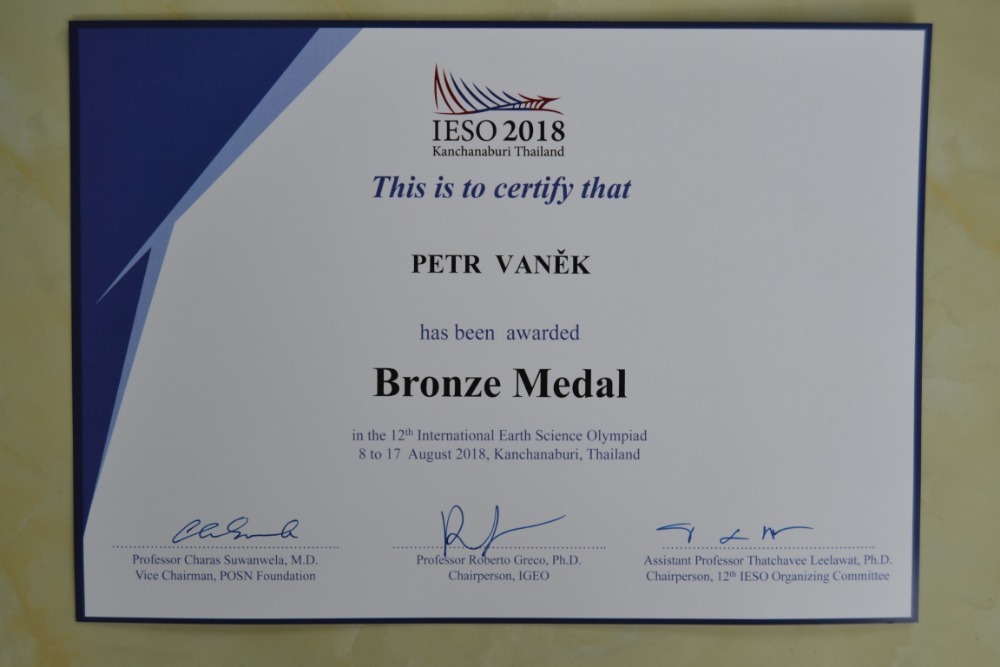 IESO 2018
Kanchanaburi Thailand
This is to certify that
PETR VANĚK
has been awarded
Bronze Medal
in the 12th International Earth Science Olympiad
8 to 17 August 2018, Kanchanaburi, Thailand
Professor Charas Suwanwela, M.D.
Vice Chairman, POSN Foundation
Professor Roberto Greco, Ph.D.
Chairperson, IGEO
Assistant Professor Thatchavee Leelawat, Ph.D.
Chairperson, 12th IESO Organizing Committee